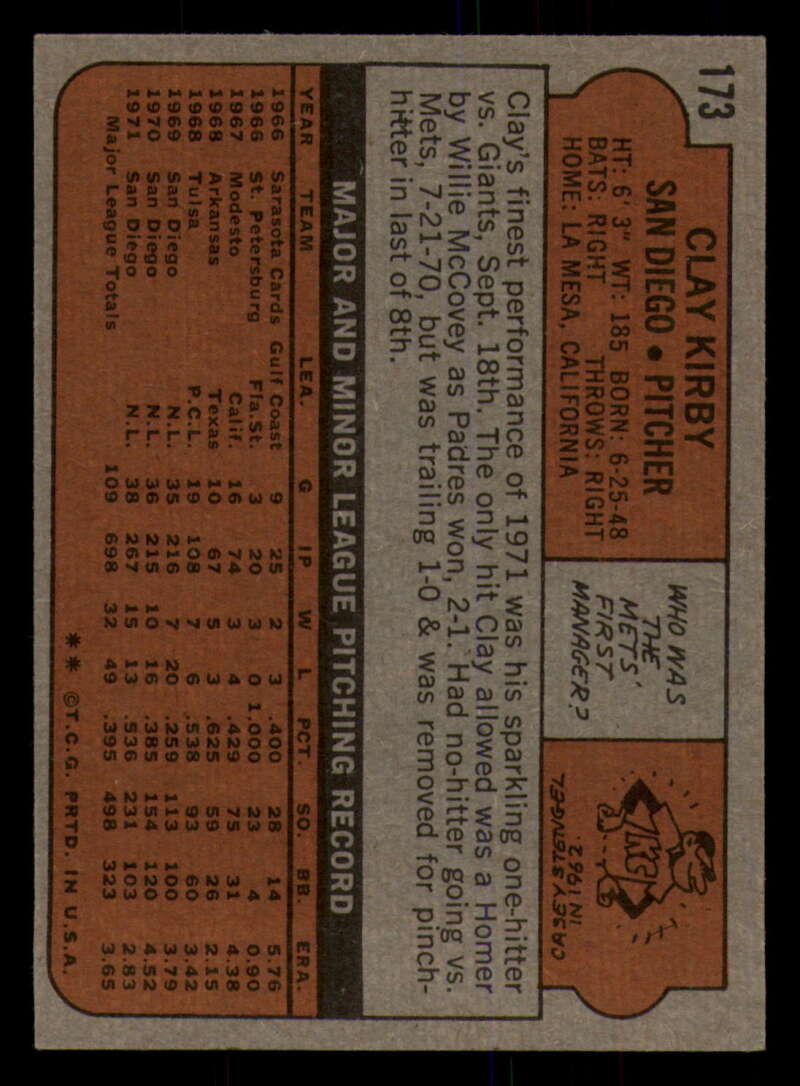 173
CLAY KIRBY
SAN DIEGO • PITCHER
HT: 6'3" WT: 185 BORN: 6-25-48
BATS: RIGHT THROWS: RIGHT
HOME: LA MESA, CALIFORNIA
WHO WAS
THE
METS'
FIRST
MANAGER?
CASEY STENGEL
IN 1962.
Clay's finest performance of 1971 was his sparkling one-hitter
vs. Giants, Sept. 18th. The only hit Clay allowed was a Homer
by Willie McCovey as Padres won, 2-1. Had no-hitter going vs.
Mets, 7-21-70, but was trailing 1-0 & was removed for pinch-
hitter in last of 8th.
MAJOR AND MINOR LEAGUE PITCHING RECORD
YEAR TEAM LEA. G IP W L PCT. SO. BB. ERA.
1966 Sarasota Cards Gulf Coast 9 25 2 3 .400 28 14 5.76
1966 St. Petersburg Fla.St. 3 20 3 0 1.000 23 4 0.90
1967 Modesto Calif. 16 74 3 4 .429 75 31 4.38
1968 Arkansas Texas 10 67 5 3 .625 59 26 2.15
1968 Tulsa P.C.L. 19 108 7 6 .538 93 60 3.42
1969 San Diego N.L. 35 216 7 20 .259 113 100 3.79
1970 San Diego N.L. 36 215 10 16 .385 154 120 4.52
1971 San Diego N.L. 38 267 15 13 .536 231 103 2.83
Major League Totals 109 698 32 49 .395 498 323 3.65
** ©T.C.G. PRTD. IN U.S.A.